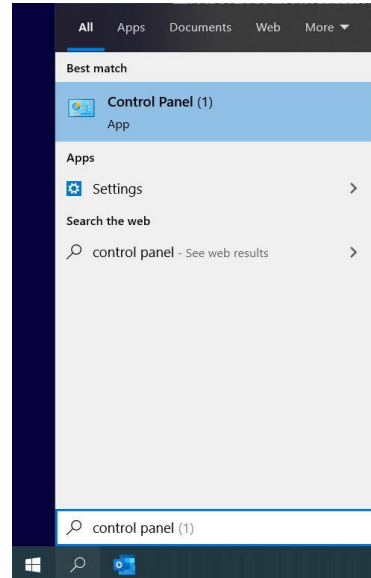 All Apps Documents Web More
Best match
Control Panel (1)
App
Apps
Settings
Search the web
control panel - See web results
control panel (1)